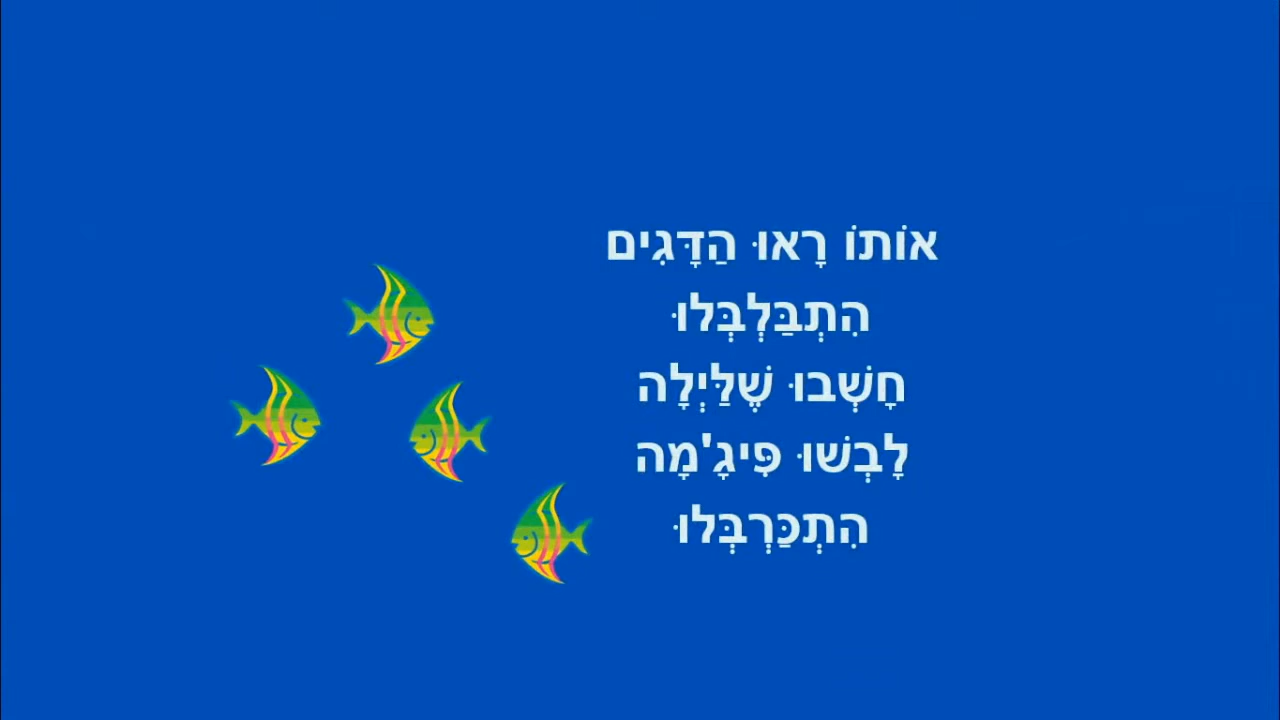 אוֹתוֹ רָאוּ הַדָּגִים
הִתְבַּלְבְּלוּ
חָשְׁבוּ שֶׁלַּיְלָה
לָבְשׁוּ פִּיגָ'מָה
הִתְכַּרְבְּלוּ